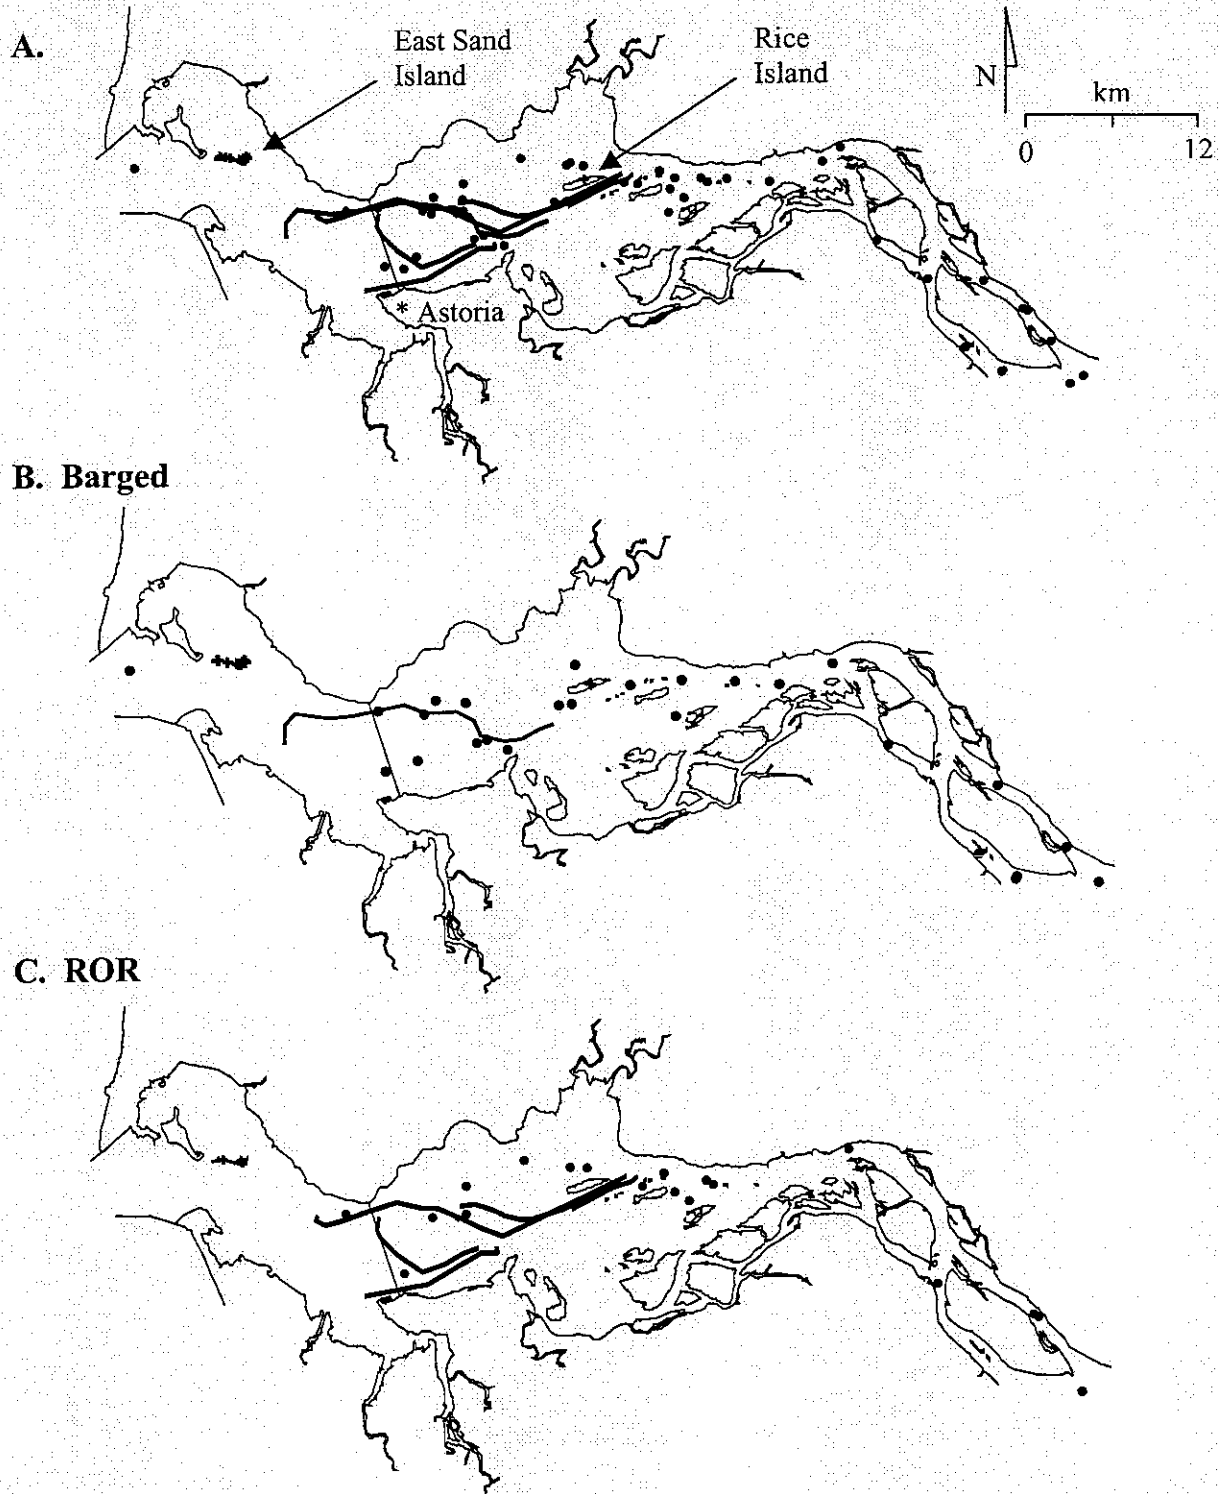 A.
East Sand
Island
Rice
Island
N
km
0 12
* Astoria
B. Barged
C. ROR